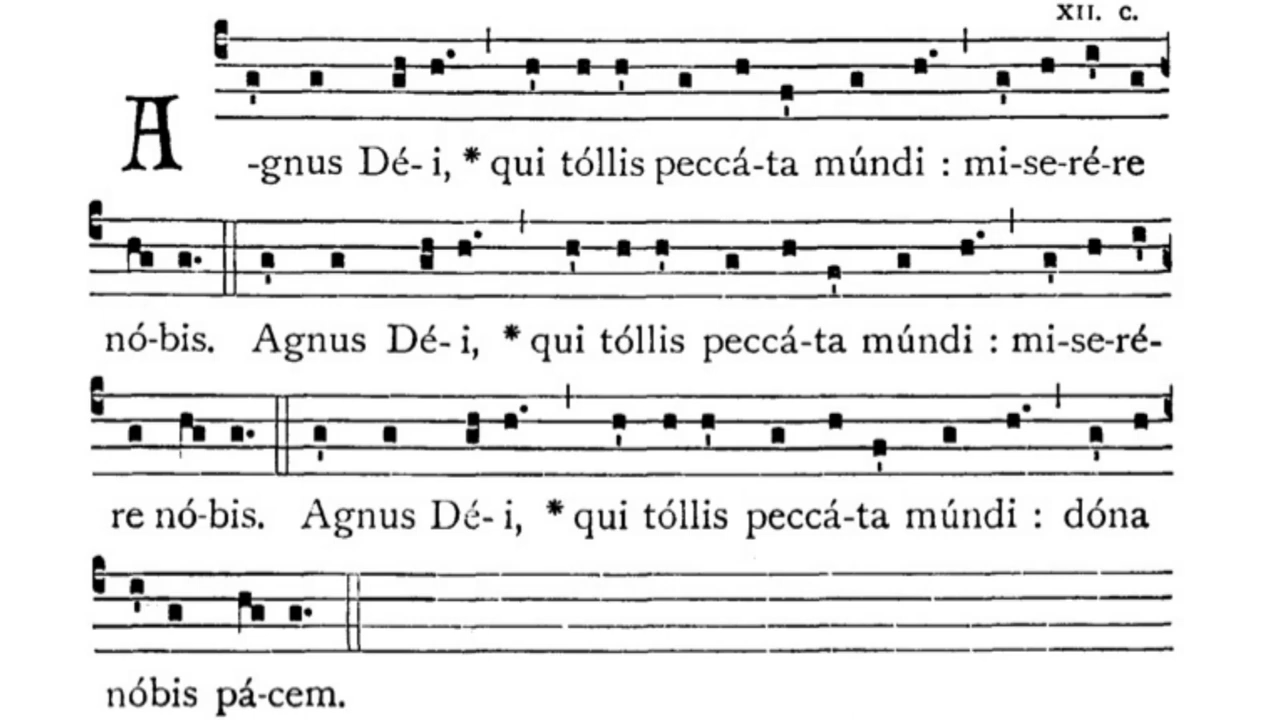 XII. C.
A-gnus Dé-i, * qui tóllis peccá-ta múndi : mi-se-ré-re
nó-bis. Agnus Dé-i, * qui tóllis peccá-ta múndi : mi-se-ré-
re nó-bis. Agnus Dé-i, * qui tóllis peccá-ta múndi : dóna
nóbis pá-cem.